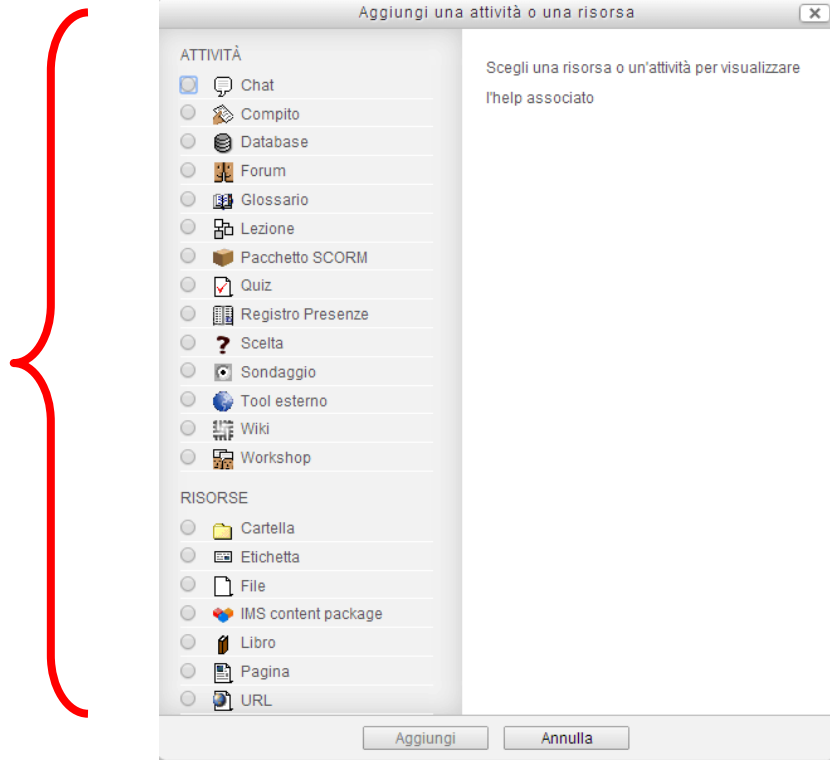 Aggiungi una attività o una risorsa
ATTIVITÀ
Chat
Compito
Database
Forum
Glossario
Lezione
Pacchetto SCORM
Quiz
Registro Presenze
Scelta
Sondaggio
Tool esterno
Wiki
Workshop
RISORSE
Cartella
Etichetta
File
IMS content package
Libro
Pagina
URL
Scegli una risorsa o un'attività per visualizzare
l'help associato
Aggiungi
Annulla